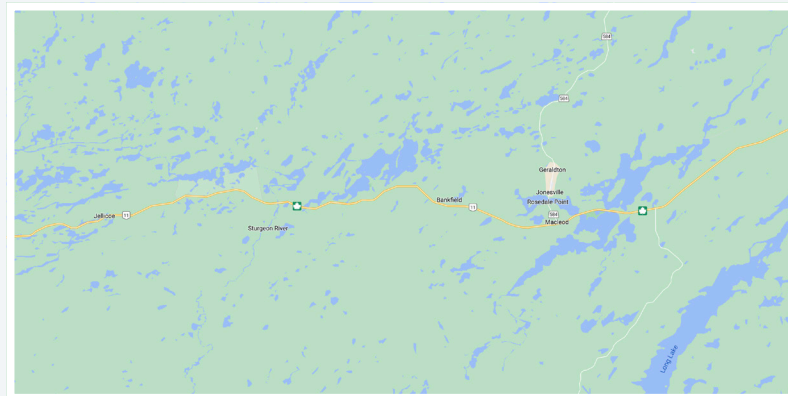 584
584
Geraldton
Jonesville
Rosedale Point
Bankfield
11
584
Macleod
Jellicoe
11
Sturgeon River
Long Lake